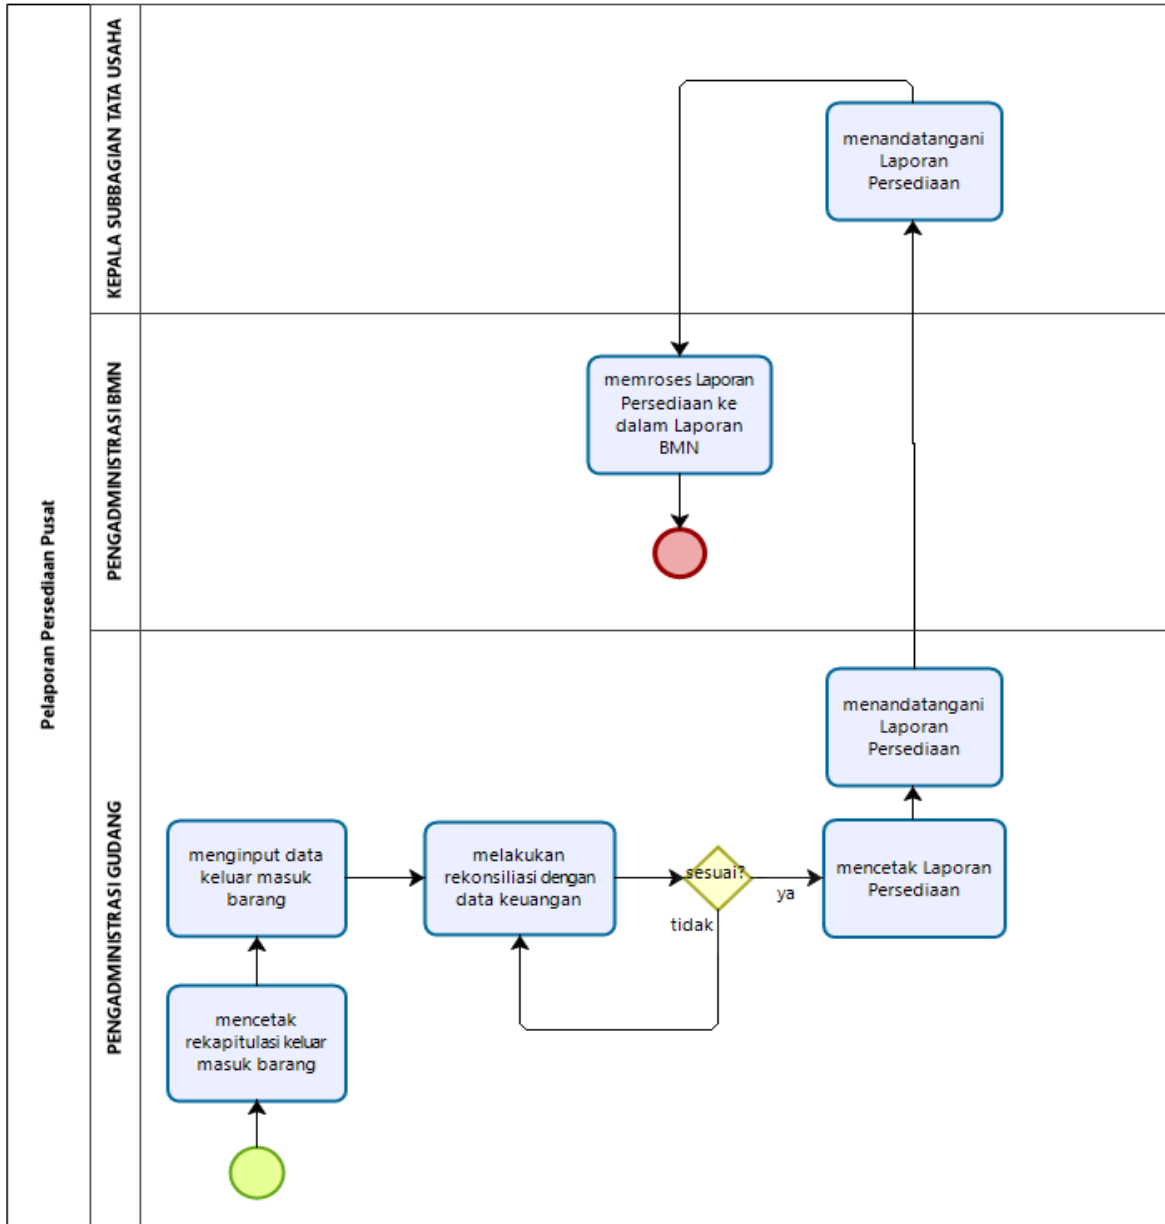 Pelaporan Persediaan Pusat
KEPALA SUBBAGIAN TATA USAHA
menandatangani
Laporan
Persediaan
PENGADMINISTRASI BMN
memroses Laporan
Persediaan ke
dalam Laporan
BMN
PENGADMINISTRASI GUDANG
menandatangani
Laporan
Persediaan
menginput data
keluar masuk
barang
melakukan
rekonsiliasi dengan
data keuangan
sesuai?
ya
tidak
mencetak Laporan
Persediaan
mencetak
rekapitulasi keluar
masuk barang